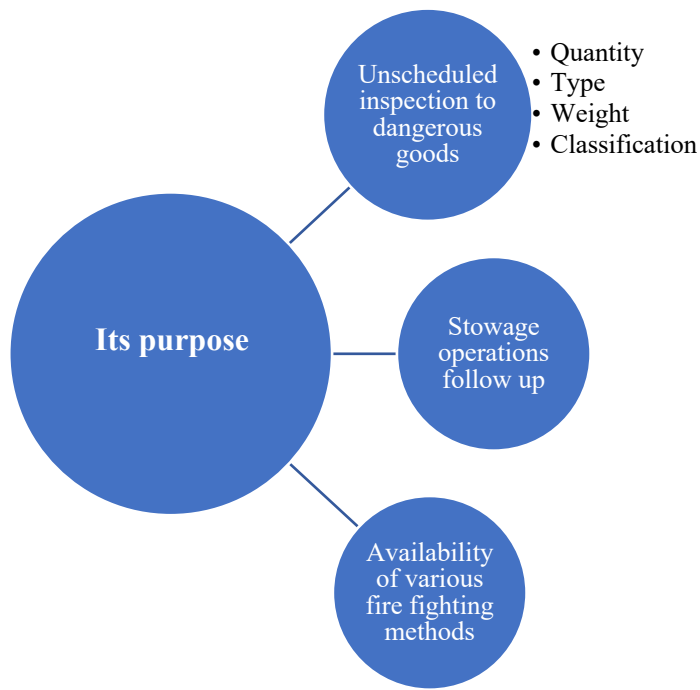 Unscheduled
inspection to
dangerous
goods
• Quantity
• Type
• Weight
• Classification
Its purpose
Stowage
operations
follow up
Availability
of various
fire fighting
methods